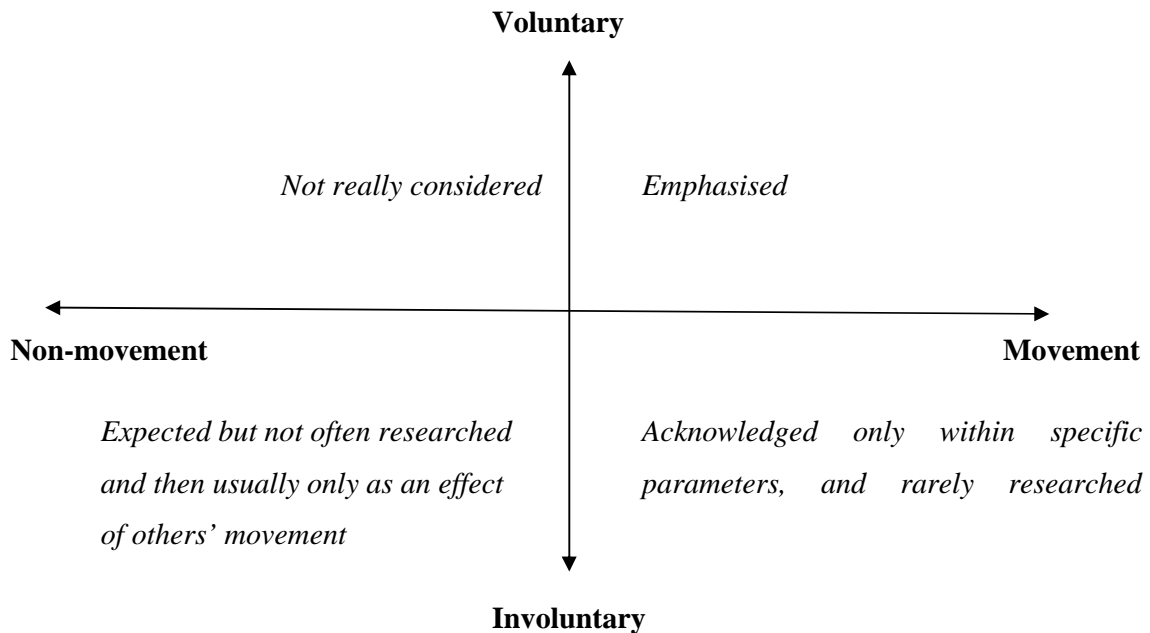 Voluntary
Not really considered
Emphasised
Non-movement
Movement
Expected but not often researched
and then usually only as an effect
of others’ movement
Acknowledged only within specific
parameters, and rarely researched
Involuntary